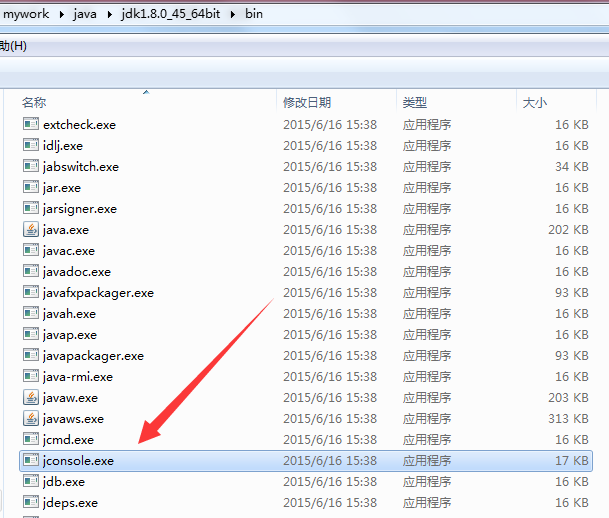 mywork java jdk1.8.0_45_64bit bin
助(H)
名称 修改日期 类型 大小
extcheck.exe 2015/6/16 15:38 应用程序 16 KB
idlj.exe 2015/6/16 15:38 应用程序 16 KB
jabswitch.exe 2015/6/16 15:38 应用程序 34 KB
jar.exe 2015/6/16 15:38 应用程序 16 KB
jarsigner.exe 2015/6/16 15:38 应用程序 16 KB
java.exe 2015/6/16 15:38 应用程序 202 KB
javac.exe 2015/6/16 15:38 应用程序 16 KB
javadoc.exe 2015/6/16 15:38 应用程序 16 KB
javafxpackager.exe 2015/6/16 15:38 应用程序 93 KB
javah.exe 2015/6/16 15:38 应用程序 16 KB
javap.exe 2015/6/16 15:38 应用程序 16 KB
javapackager.exe 2015/6/16 15:38 应用程序 93 KB
java-rmi.exe 2015/6/16 15:38 应用程序 16 KB
javaw.exe 2015/6/16 15:38 应用程序 203 KB
javaws.exe 2015/6/16 15:38 应用程序 313 KB
jcmd.exe 2015/6/16 15:38 应用程序 16 KB
jconsole.exe 2015/6/16 15:38 应用程序 17 KB
jdb.exe 2015/6/16 15:38 应用程序 16 KB
jdeps.exe 2015/6/16 15:38 应用程序 16 KB